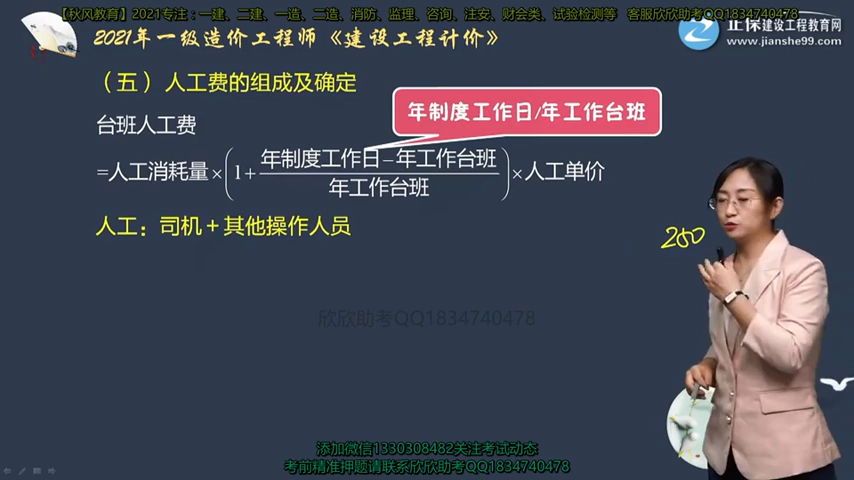 【秋风教育】2021专注：一建、二建、一造、二造、消防、监理、咨询、注安、财会类、试验检测等 客服欣欣助考QQ1834740478
2021年一级造价工程师《建设工程计价》
正保建设工程教育网
www.jianshe99.com
（五）人工费的组成及确定
年制度工作日/年工作台班
台班人工费
=人工消耗量×(1+年制度工作日−年工作台班/年工作台班)×人工单价
人工：司机＋其他操作人员
250
欣欣助考QQ1834740478
添加微信1330308482关注考试动态
考前精准押题请联系欣欣助考QQ1834740478